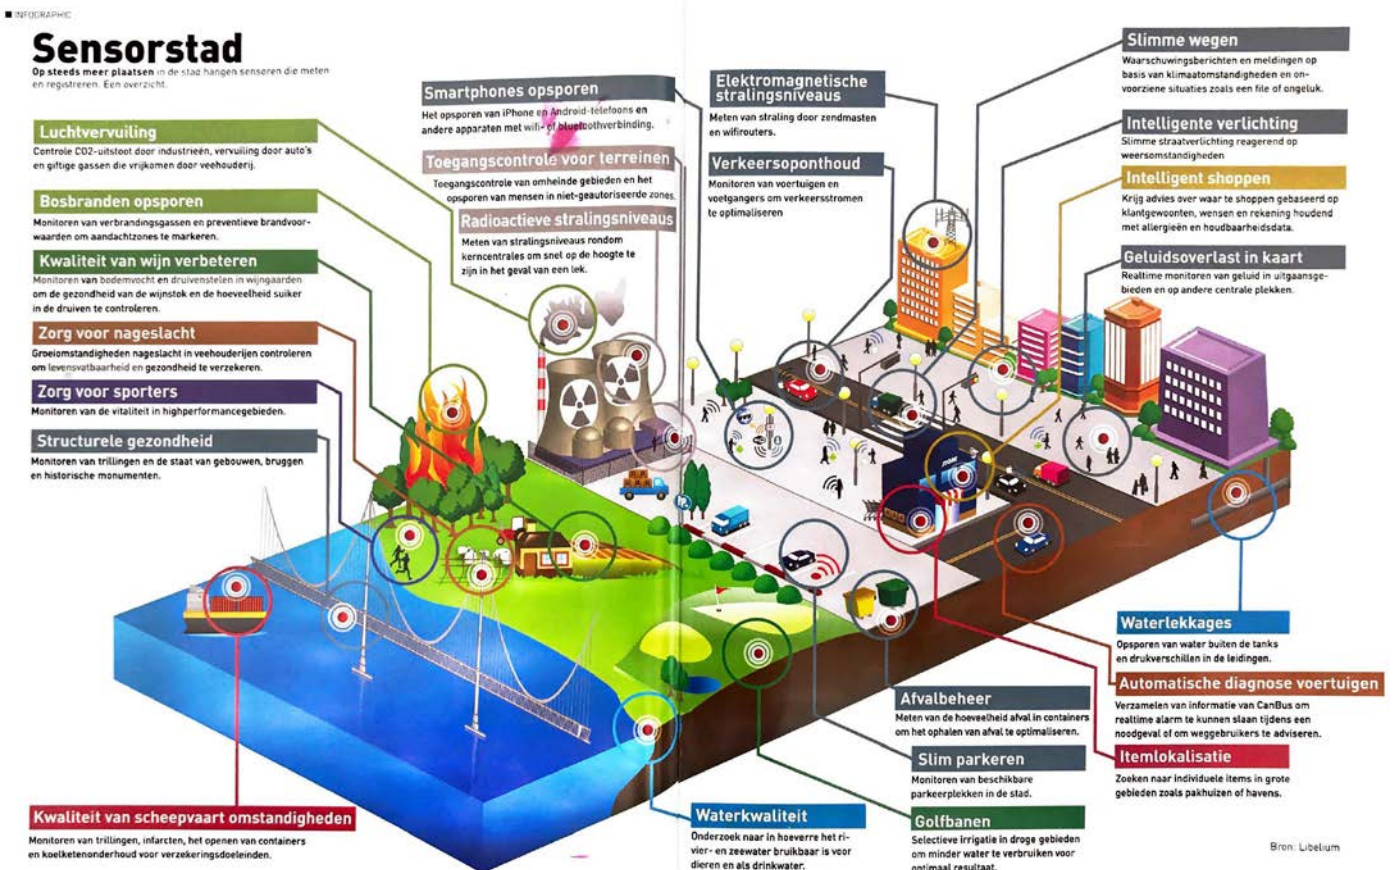 INFOGRAPHIC
Sensorstad
Op steeds meer plaatsen in de stad hangen sensoren die meten
en registreren. Een overzicht.
Luchtvervuiling
Controle CO2-uitstoot door industrieën, vervuiling door auto's
en giftige gassen die vrijkomen door veehouderij.
Bosbranden opsporen
Monitoren van verbrandingsgassen en preventieve brandvoor-
waarden om aandachtzones te markeren.
Kwaliteit van wijn verbeteren
Monitoren van bodemvocht en druivenstelen in wijngaarden
om de gezondheid van de wijnstok en de hoeveelheid suiker
in de druiven te controleren.
Zorg voor nageslacht
Groeiomstandigheden nageslacht in veehouderijen controleren
om levensvatbaarheid en gezondheid te verzekeren.
Zorg voor sporters
Monitoren van de vitaliteit in highperformancegebieden.
Structurele gezondheid
Monitoren van trillingen en de staat van gebouwen, bruggen
en historische monumenten.
Smartphones opsporen
Het opsporen van iPhone en Android-telefoons en
andere apparaten met wifi- of bluetoothverbinding.
Toegangscontrole voor terreinen
Toegangscontrole van omheinde gebieden en het
opsporen van mensen in niet-geautoriseerde zones.
Radioactieve stralingsniveaus
Meten van stralingsniveaus rondom
kerncentrales om snel op de hoogte te
zijn in het geval van een lek.
Elektromagnetische
stralingsniveaus
Meten van straling door zendmasten
en wifirouters.
Verkeersoponthoud
Monitoren van voertuigen en
voetgangers om verkeersstromen
te optimaliseren
Slimme wegen
Waarschuwingsberichten en meldingen op
basis van klimaatomstandigheden en on-
voorziene situaties zoals een file of ongeluk.
Intelligente verlichting
Slimme straatverlichting reagerend op
weersomstandigheden
Intelligent shoppen
Krijg advies over waar te shoppen gebaseerd op
klantgewoonten, wensen en rekening houdend
met allergieën en houdbaarheidsdata.
Geluidsoverlast in kaart
Realtime monitoren van geluid in uitgaansge-
bieden en op andere centrale plekken.
STORE
P
Waterlekkages
Opsporen van water buiten de tanks
en drukverschillen in de leidingen.
Automatische diagnose voertuigen
Verzamelen van informatie van CanBus om
realtime alarm te kunnen slaan tijdens een
noodgeval of om weggebruikers te adviseren.
Itemlokalisatie
Zoeken naar individuele items in grote
gebieden zoals pakhuizen of havens.
Afvalbeheer
Meten van de hoeveelheid afval in containers
om het ophalen van afval te optimaliseren.
Slim parkeren
Monitoren van beschikbare
parkeerplekken in de stad.
Golfbanen
Selectieve irrigatie in droge gebieden
om minder water te verbruiken voor
optimaal resultaat.
Waterkwaliteit
Onderzoek naar in hoeverre het ri-
vier- en zeewater bruikbaar is voor
dieren en als drinkwater.
Kwaliteit van scheepvaart omstandigheden
Monitoren van trillingen, infarcten, het openen van containers
en koelketenonderhoud voor verzekeringsdoeleinden.
Bron: Libelium